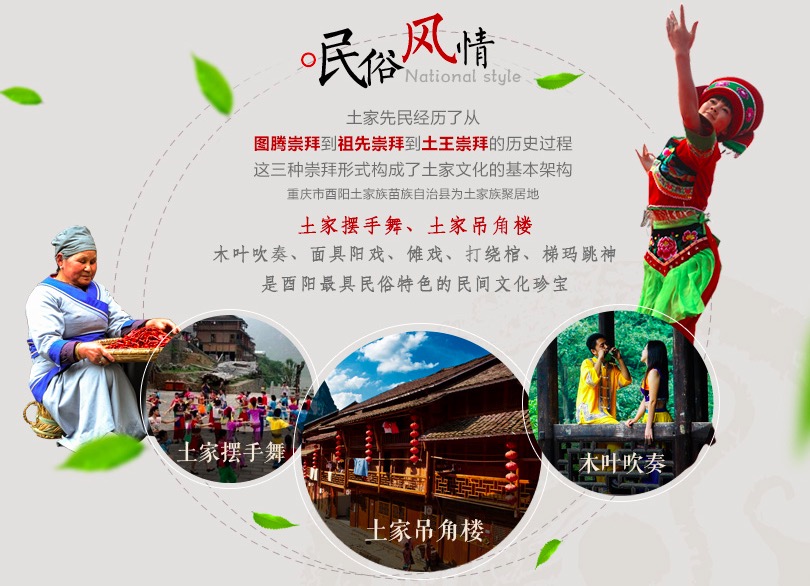 民俗风情
National style
土家先民经历了从
图腾崇拜到祖先崇拜到土王崇拜的历史过程
这三种崇拜形式构成了土家文化的基本架构
重庆市酉阳土家族苗族自治县为土家族聚居地
土家摆手舞、土家吊角楼
木叶吹奏、面具阳戏、傩戏、打绕棺、梯玛跳神
是酉阳最具民俗特色的民间文化珍宝
土家摆手舞
木叶吹奏
土家吊角楼